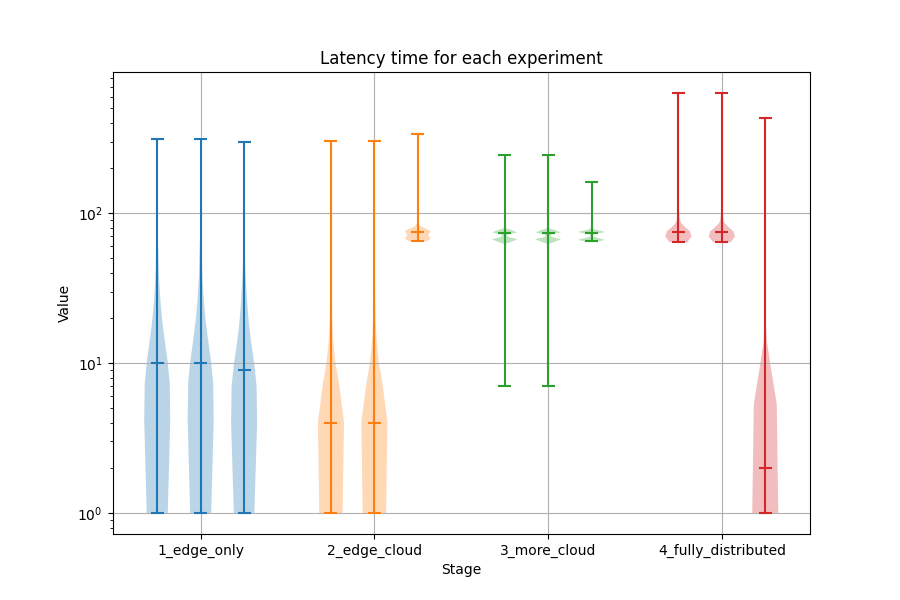 Latency time for each experiment
Value
10²
10¹
10⁰
1_edge_only
2_edge_cloud
3_more_cloud
4_fully_distributed
Stage